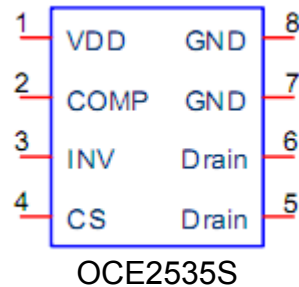 1 VDD GND 8
2 COMP GND 7
3 INV Drain 6
4 CS Drain 5
OCE2535S